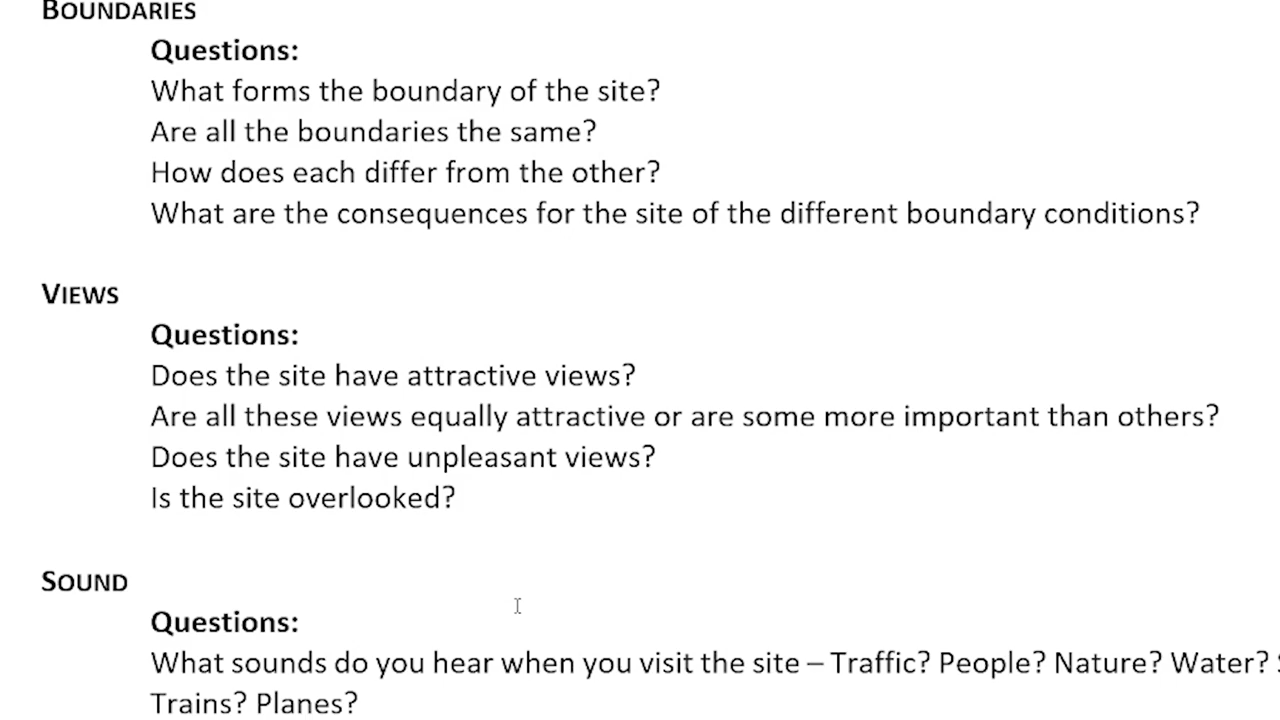 BOUNDARIES
Questions:
What forms the boundary of the site?
Are all the boundaries the same?
How does each differ from the other?
What are the consequences for the site of the different boundary conditions?
VIEWS
Questions:
Does the site have attractive views?
Are all these views equally attractive or are some more important than others?
Does the site have unpleasant views?
Is the site overlooked?
SOUND
Questions:
What sounds do you hear when you visit the site – Traffic? People? Nature? Water?
Trains? Planes?